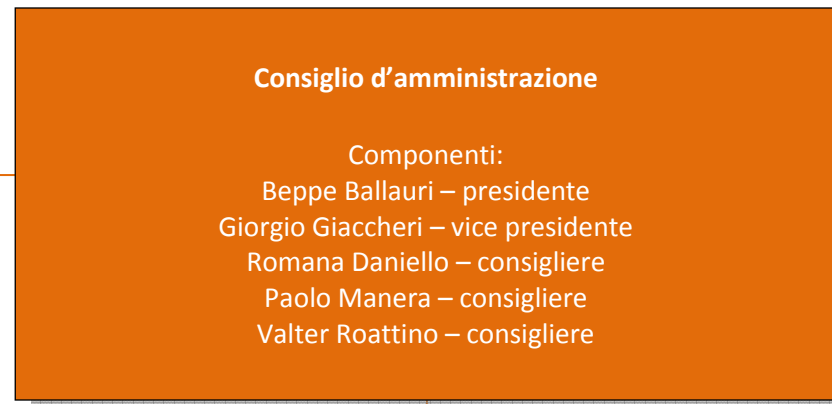 Consiglio d’amministrazione
Componenti:
Beppe Ballauri – presidente
Giorgio Giaccheri – vice presidente
Romana Daniello – consigliere
Paolo Manera – consigliere
Valter Roattino – consigliere